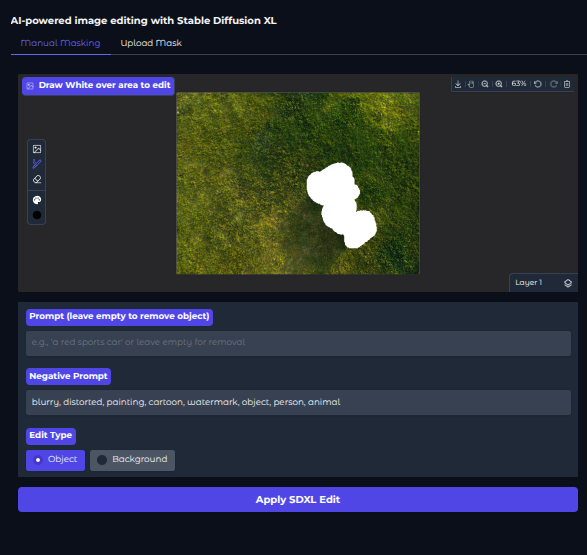 AI-powered image editing with Stable Diffusion XL
Manual Masking Upload Mask
Draw White over area to edit
63%
Layer 1
Prompt (leave empty to remove object)
e.g., 'a red sports car' or leave empty for removal
Negative Prompt
blurry, distorted, painting, cartoon, watermark, object, person, animal
Edit Type
Object Background
Apply SDXL Edit